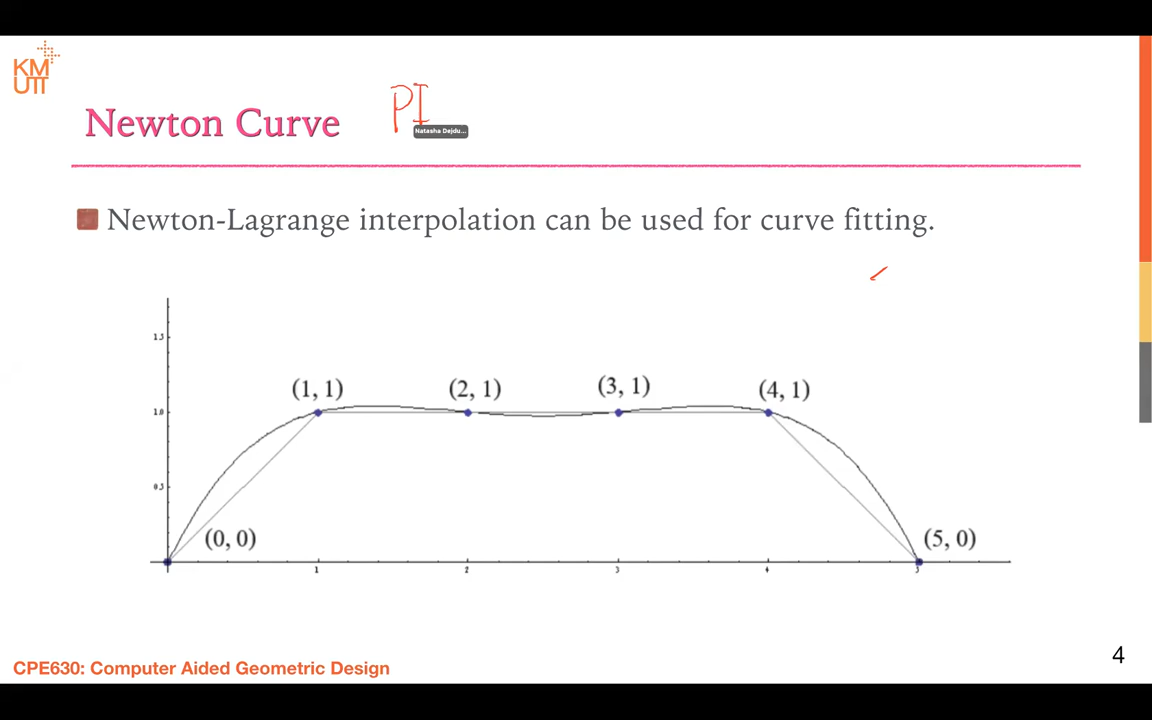 KM
UTT
Newton Curve PI
Natasha Dejdu...
Newton-Lagrange interpolation can be used for curve fitting.
1.5
(1, 1) (2, 1) (3, 1) (4, 1)
1.0
0.5
(0, 0) (5, 0)
1 2 3 4
4
CPE630: Computer Aided Geometric Design